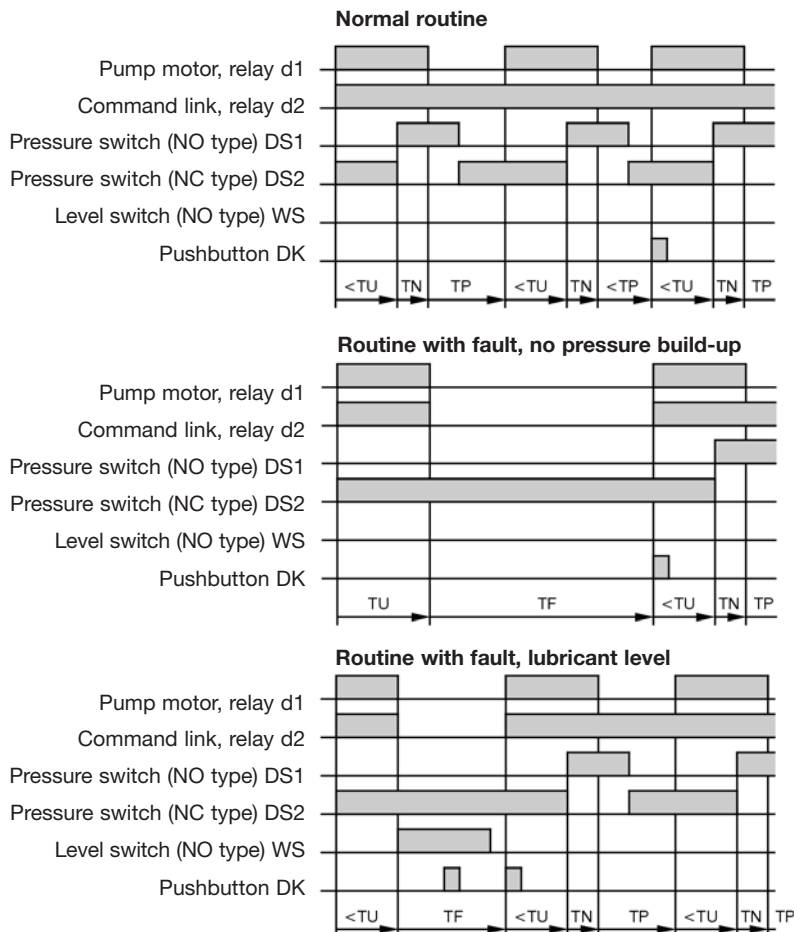 Normal routine
Pump motor, relay d1
Command link, relay d2
Pressure switch (NO type) DS1
Pressure switch (NC type) DS2
Level switch (NO type) WS
Pushbutton DK
<TU TN TP <TU TN <TP <TU TN TP
Routine with fault, no pressure build-up
Pump motor, relay d1
Command link, relay d2
Pressure switch (NO type) DS1
Pressure switch (NC type) DS2
Level switch (NO type) WS
Pushbutton DK
TU TF <TU TN TP
Routine with fault, lubricant level
Pump motor, relay d1
Command link, relay d2
Pressure switch (NO type) DS1
Pressure switch (NC type) DS2
Level switch (NO type) WS
Pushbutton DK
<TU TF <TU TN TP <TU TN TP